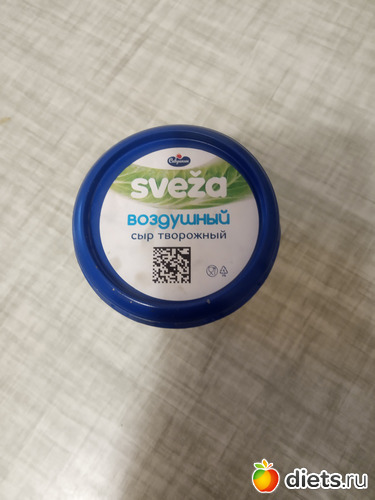 sveža
воздушный
сыр творожный
diets.ru